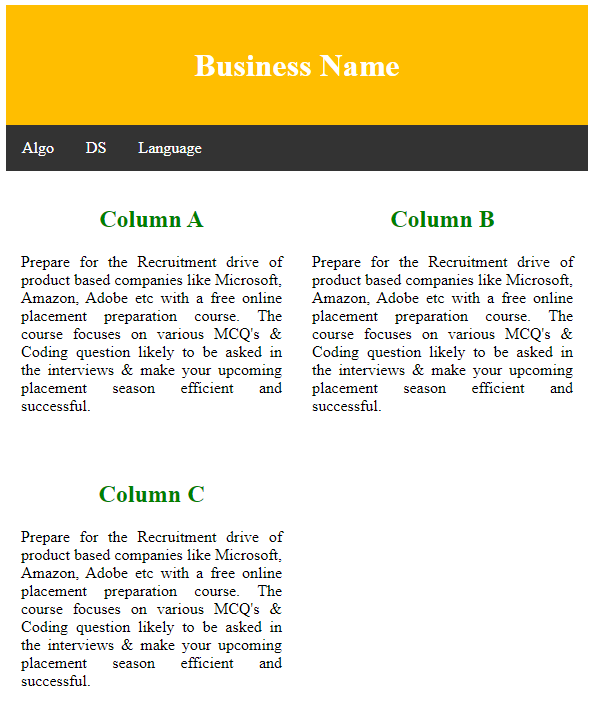 Business Name
Algo DS Language
Column A
Prepare for the Recruitment drive of
product based companies like Microsoft,
Amazon, Adobe etc with a free online
placement preparation course. The
course focuses on various MCQ's &
Coding question likely to be asked in
the interviews & make your upcoming
placement season efficient and
successful.
Column B
Prepare for the Recruitment drive of
product based companies like Microsoft,
Amazon, Adobe etc with a free online
placement preparation course. The
course focuses on various MCQ's &
Coding question likely to be asked in
the interviews & make your upcoming
placement season efficient and
successful.
Column C
Prepare for the Recruitment drive of
product based companies like Microsoft,
Amazon, Adobe etc with a free online
placement preparation course. The
course focuses on various MCQ's &
Coding question likely to be asked in
the interviews & make your upcoming
placement season efficient and
successful.